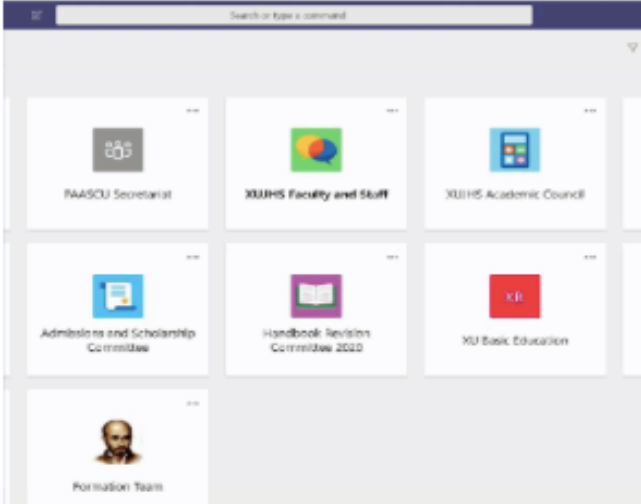 Search or type a command
PAASCU Secretariat
XUJHS Faculty and Staff
XUJHS Academic Council
Admissions and Scholarship
Committee
Handbook Revision
Committee 2020
XB
XU Basic Education
Formation Team